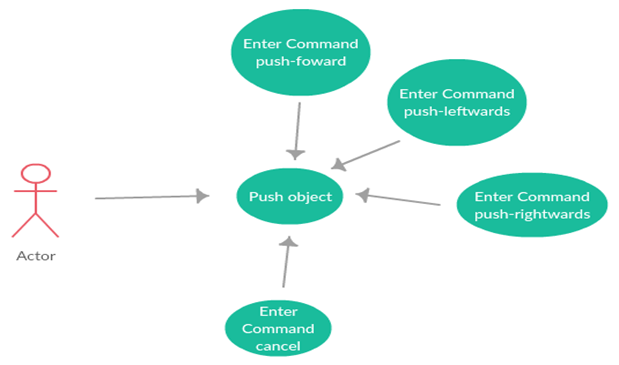 Enter Command
push-foward
Enter Command
push-leftwards
Push object
Enter Command
push-rightwards
Actor
Enter
Command
cancel